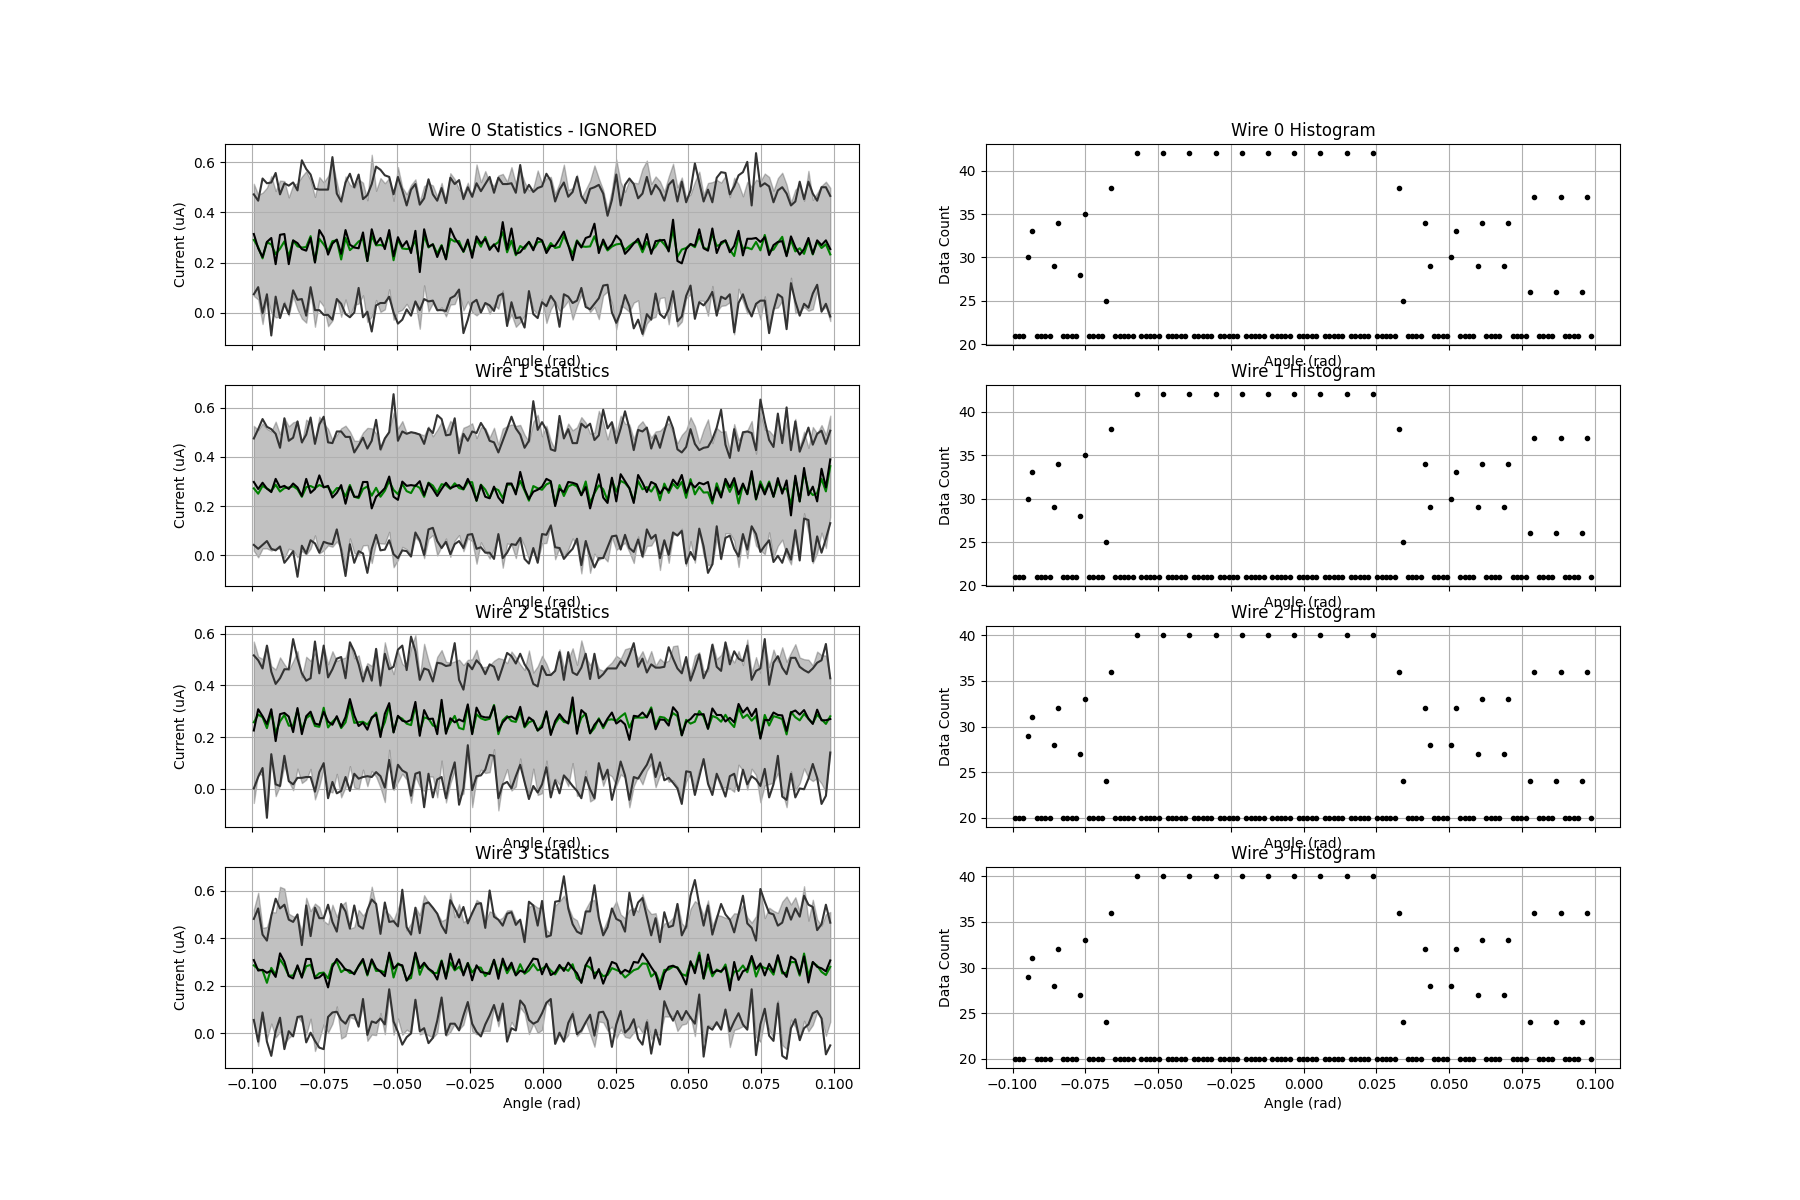 Wire 0 Statistics - IGNORED
Current (uA)
0.6
0.4
0.2
0.0
Angle (rad)
Wire 0 Histogram
Data Count
40
35
30
25
20
Angle (rad)
Wire 1 Statistics
Current (uA)
0.6
0.4
0.2
0.0
Angle (rad)
Wire 1 Histogram
Data Count
40
35
30
25
20
Angle (rad)
Wire 2 Statistics
Current (uA)
0.6
0.4
0.2
0.0
Angle (rad)
Wire 2 Histogram
Data Count
40
35
30
25
20
Angle (rad)
Wire 3 Statistics
Current (uA)
0.6
0.4
0.2
0.0
−0.100 −0.075 −0.050 −0.025 0.000 0.025 0.050 0.075 0.100
Angle (rad)
Wire 3 Histogram
Data Count
40
35
30
25
20
−0.100 −0.075 −0.050 −0.025 0.000 0.025 0.050 0.075 0.100
Angle (rad)